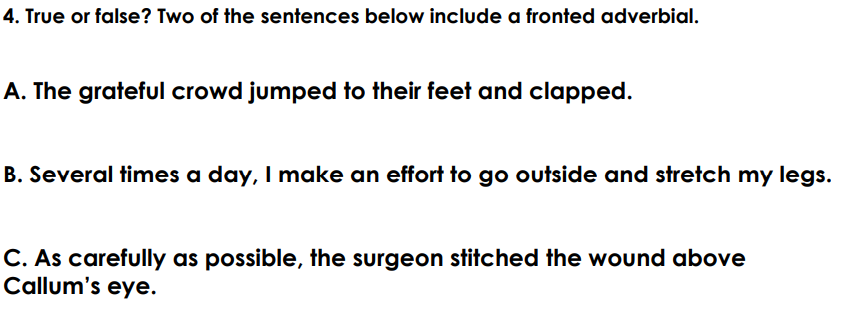 4. True or false? Two of the sentences below include a fronted adverbial.
A. The grateful crowd jumped to their feet and clapped.
B. Several times a day, I make an effort to go outside and stretch my legs.
C. As carefully as possible, the surgeon stitched the wound above
Callum’s eye.